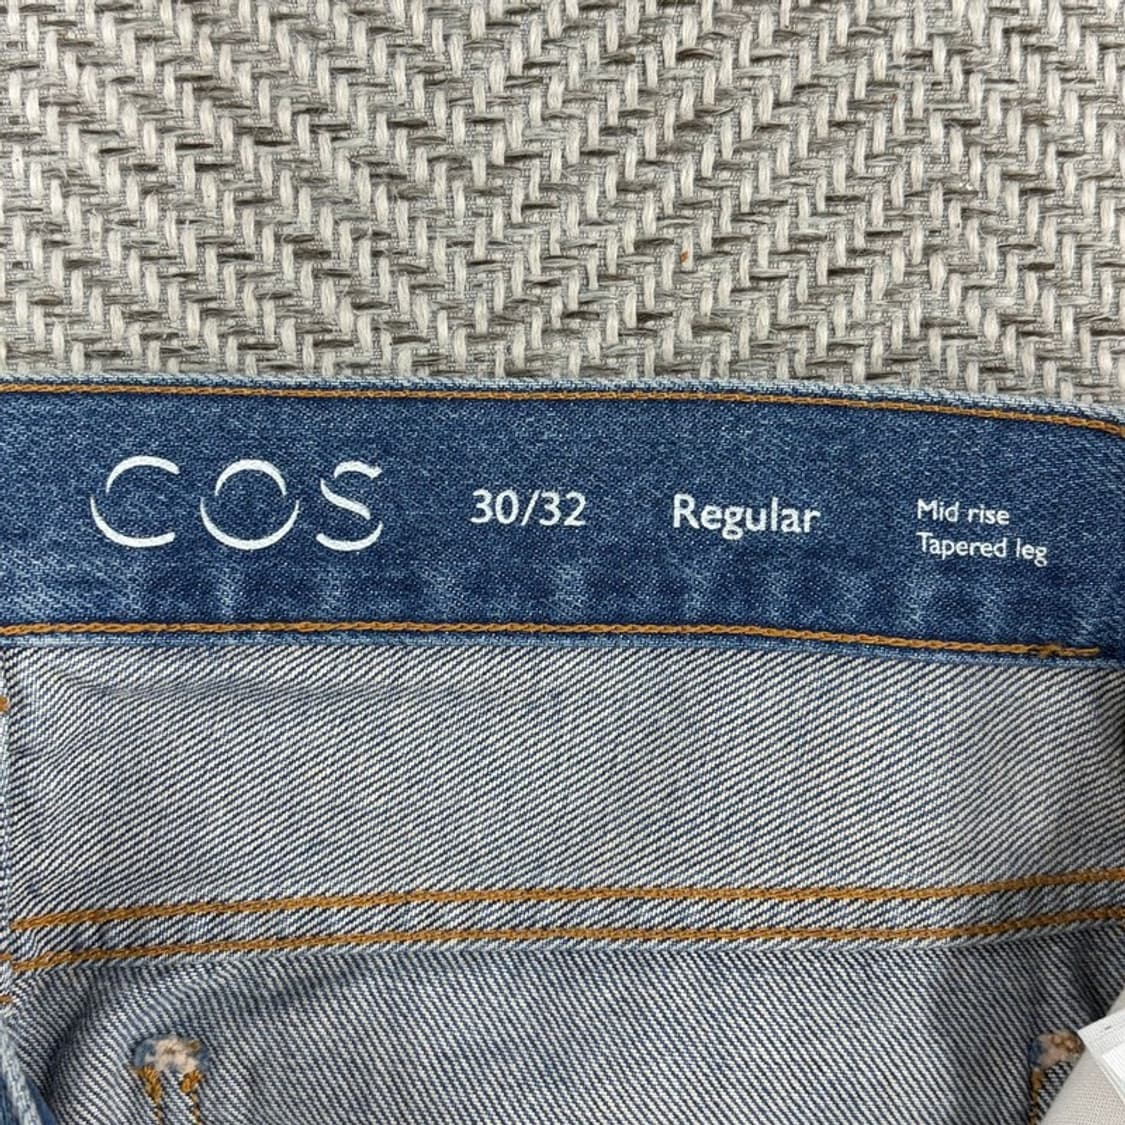 COS 30/32 Regular Mid rise
Tapered leg